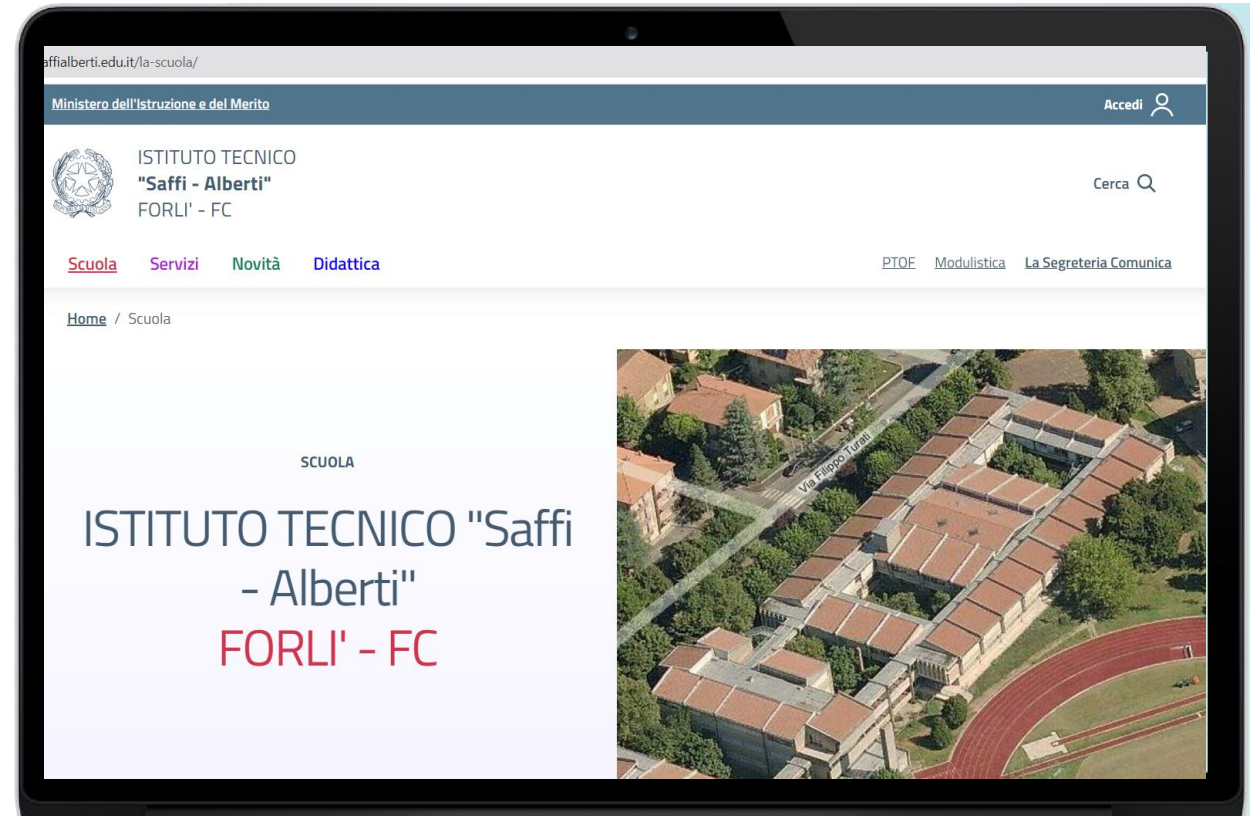 affialberti.edu.it/la-scuola/
Ministero dell'Istruzione e del Merito
Accedi
ISTITUTO TECNICO
"Saffi - Alberti"
FORLI' - FC
Cerca
Scuola Servizi Novità Didattica
PTOF Modulistica La Segreteria Comunica
Home / Scuola
SCUOLA
ISTITUTO TECNICO "Saffi
- Alberti"
FORLI' - FC
Via Filippo Turati